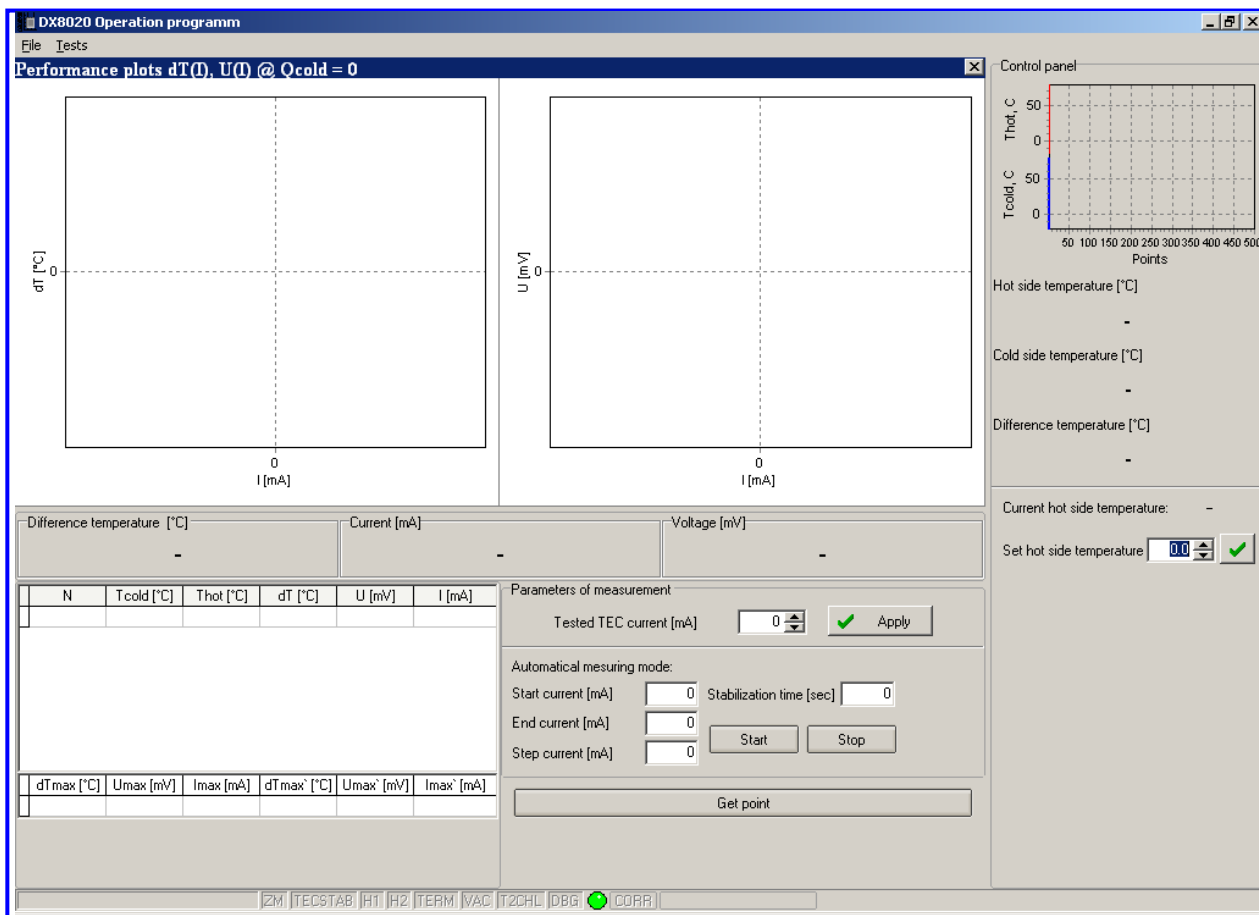 DX8020 Operation programm
File Tests
Performance plots dT(I), U(I) @ Qcold = 0
dT [°C]
0
0
I [mA]
U [mV]
0
0
I [mA]
Difference temperature [°C]
-
Current [mA]
-
Voltage [mV]
-
N Tcold [°C] Thot [°C] dT [°C] U [mV] I [mA]
dTmax [°C] Umax [mV] Imax [mA] dTmax` [°C] Umax` [mV] Imax` [mA]
Parameters of measurement
Tested TEC current [mA] 0 Apply
Automatical mesuring mode:
Start current [mA] 0 Stabilization time [sec] 0
End current [mA] 0
Step current [mA] 0
Start Stop
Get point
Control panel
Thot, C
50
0
Tcold, C
50
0
50 100 150 200 250 300 350 400 450 500
Points
Hot side temperature [°C]
-
Cold side temperature [°C]
-
Difference temperature [°C]
-
Current hot side temperature: -
Set hot side temperature 0.0
ZM TECSTAB H1 H2 TERM VAC T2CHL DBG CORR